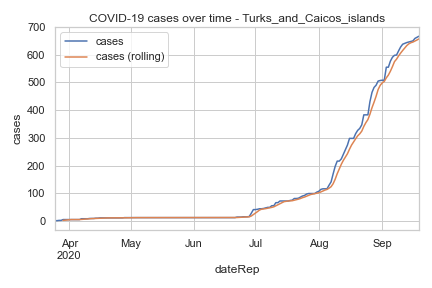 COVID-19 cases over time - Turks_and_Caicos_islands
cases
cases (rolling)
700
600
500
400
300
200
100
0
cases
Apr May Jun Jul Aug Sep
2020
dateRep